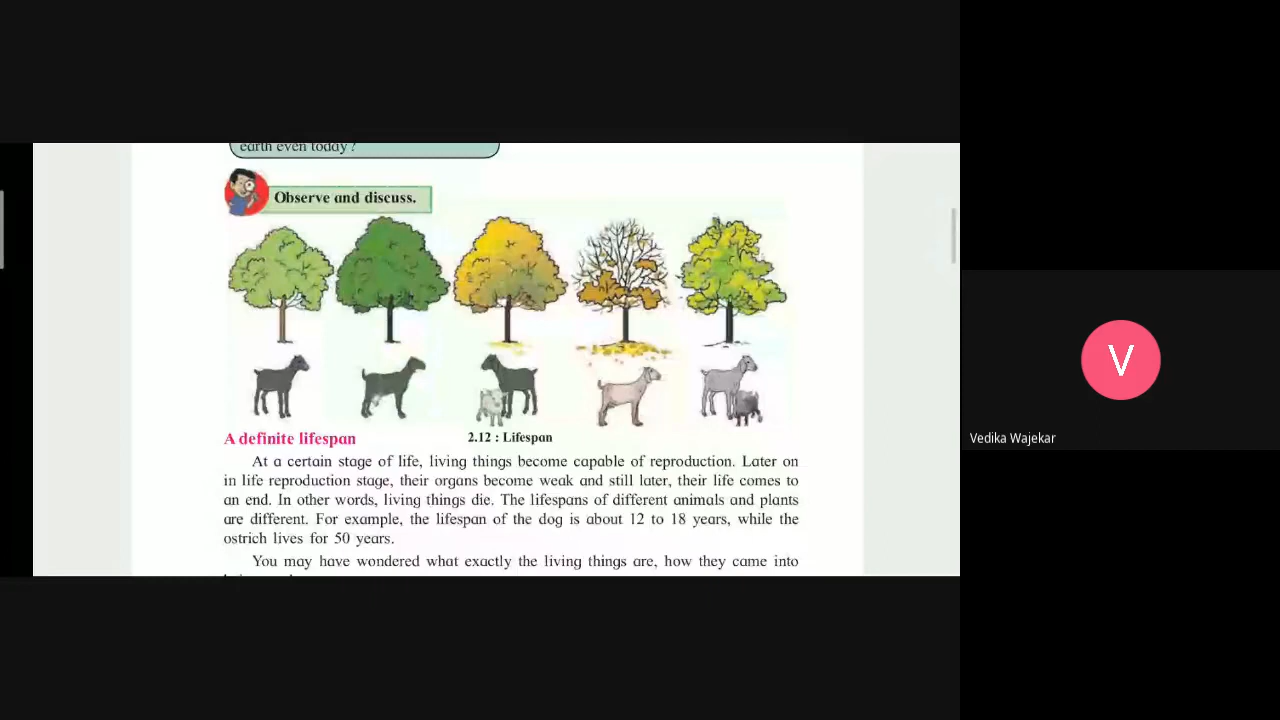 earth even today ?
Observe and discuss.
A definite lifespan
2.12 : Lifespan
At a certain stage of life, living things become capable of reproduction. Later on
in life reproduction stage, their organs become weak and still later, their life comes to
an end. In other words, living things die. The lifespans of different animals and plants
are different. For example, the lifespan of the dog is about 12 to 18 years, while the
ostrich lives for 50 years.
You may have wondered what exactly the living things are, how they came into
V
Vedika Wajekar